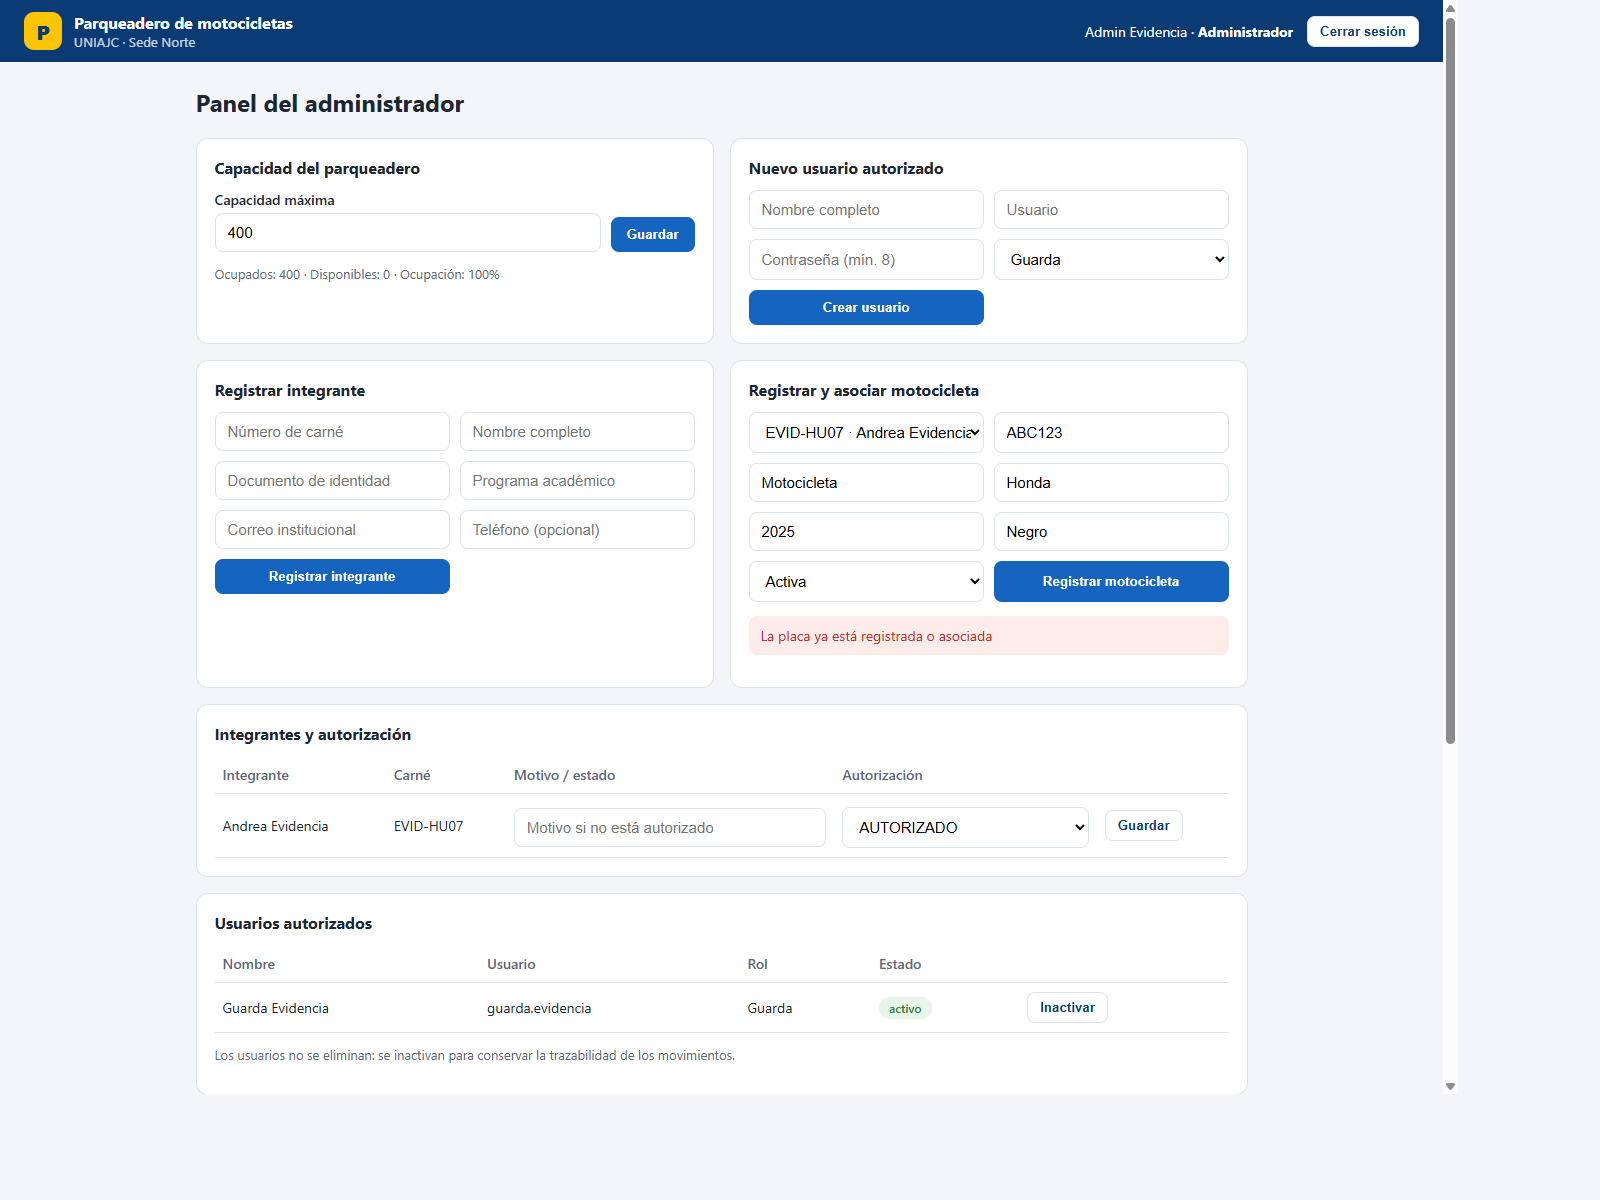 P
Parqueadero de motocicletas
UNIAJC · Sede Norte
Admin Evidencia · Administrador
Cerrar sesión
Panel del administrador
Capacidad del parqueadero
Capacidad máxima
400
Guardar
Ocupados: 400 · Disponibles: 0 · Ocupación: 100%
Nuevo usuario autorizado
Nombre completo
Usuario
Contraseña (mín. 8)
Guarda
Crear usuario
Registrar integrante
Número de carné
Nombre completo
Documento de identidad
Programa académico
Correo institucional
Teléfono (opcional)
Registrar integrante
Registrar y asociar motocicleta
EVID-HU07 · Andrea Evidencia
ABC123
Motocicleta
Honda
2025
Negro
Activa
Registrar motocicleta
La placa ya está registrada o asociada
Integrantes y autorización
Integrante Carné Motivo / estado Autorización
Andrea Evidencia EVID-HU07 Motivo si no está autorizado AUTORIZADO Guardar
Usuarios autorizados
Nombre Usuario Rol Estado
Guarda Evidencia guarda.evidencia Guarda activo Inactivar
Los usuarios no se eliminan: se inactivan para conservar la trazabilidad de los movimientos.